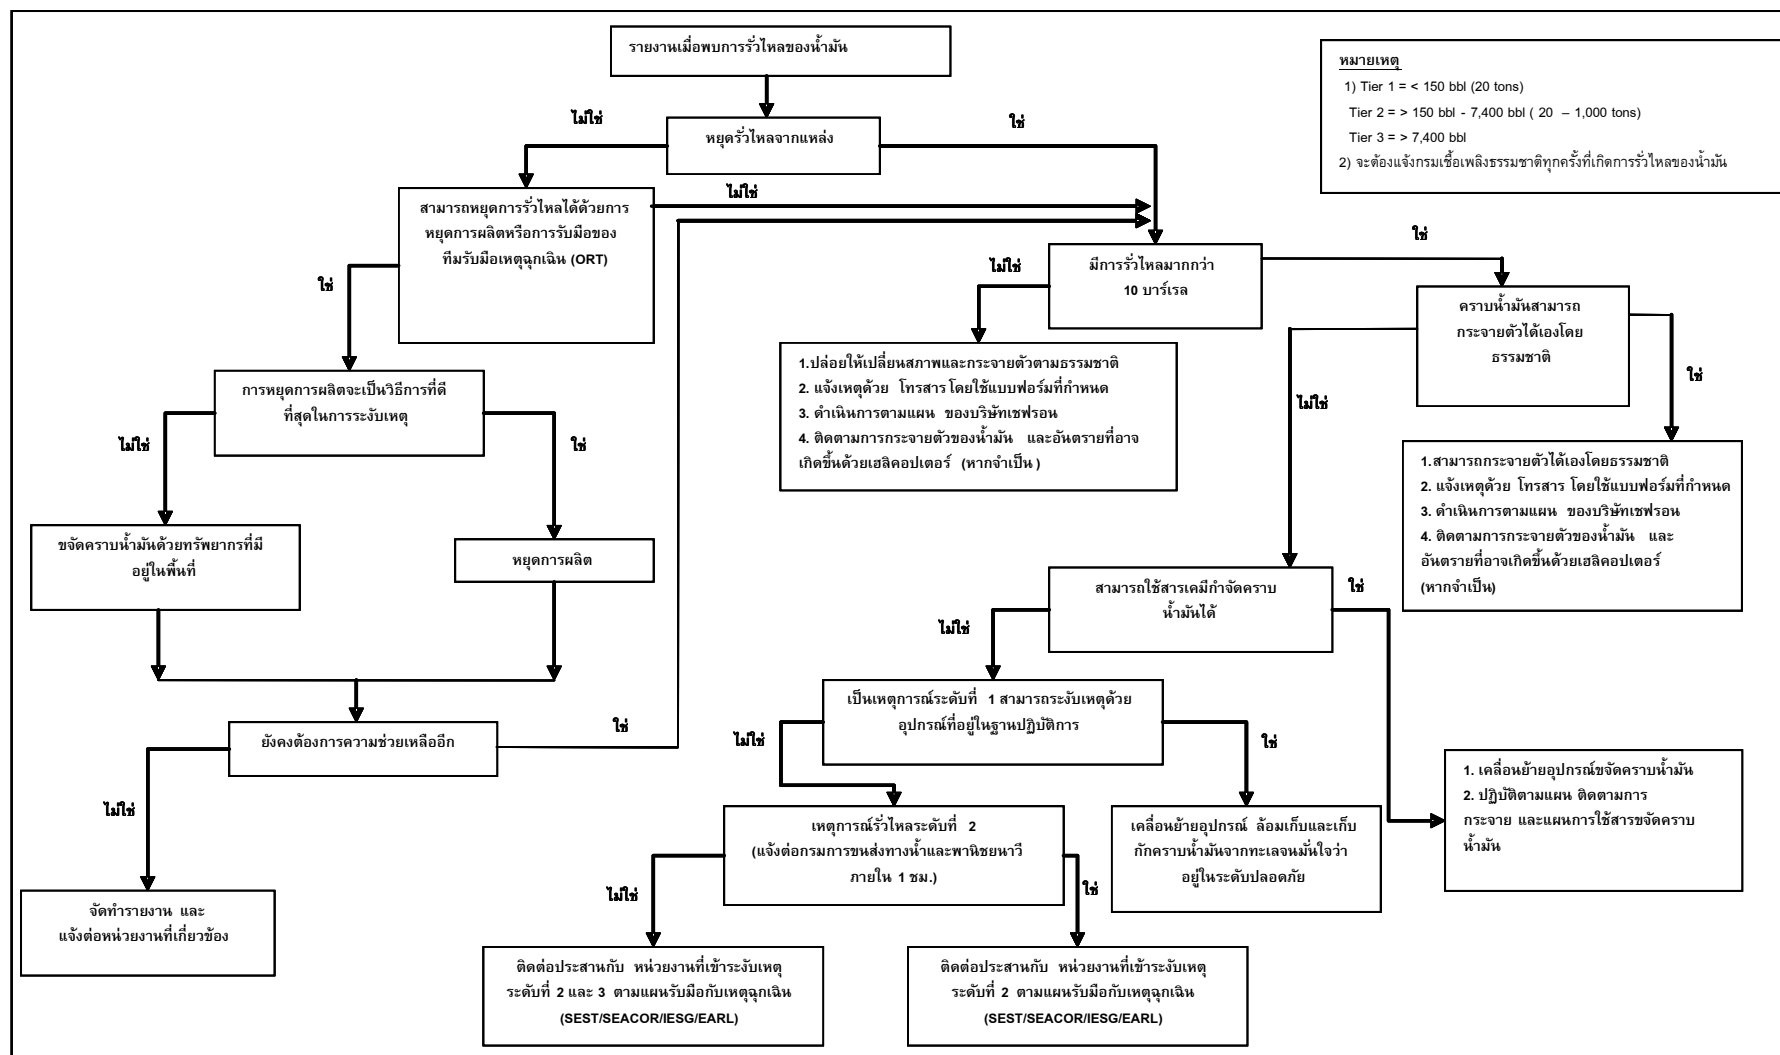 รายงานเมื่อพบการรั่วไหลของน้ำมัน
หมายเหตุ
1) Tier 1 = < 150 bbl (20 tons)
Tier 2 = > 150 bbl - 7,400 bbl ( 20 – 1,000 tons)
Tier 3 = > 7,400 bbl
2) จะต้องแจ้งกรมเชื้อเพลิงธรรมชาติทุกครั้งที่เกิดการรั่วไหลของน้ำมัน
ไม่ใช่
หยุดรั่วไหลจากแหล่ง
ใช่
สามารถหยุดการรั่วไหลได้ด้วยการ
หยุดการผลิตหรือการรับมือของ
ทีมรับมือเหตุฉุกเฉิน (ORT)
ไม่ใช่
ใช่
มีการรั่วไหลมากกว่า
10 บาร์เรล
ไม่ใช่
ใช่
คราบน้ำมันสามารถ
กระจายตัวได้เองโดย
ธรรมชาติ
ไม่ใช่
ใช่
1.ปล่อยให้เปลี่ยนสภาพและกระจายตัวตามธรรมชาติ
2. แจ้งเหตุด้วย โทรสาร โดยใช้แบบฟอร์มที่กำหนด
3. ดำเนินการตามแผน ของบริษัทเชฟรอน
4. ติดตามการกระจายตัวของน้ำมัน และอันตรายที่อาจ
เกิดขึ้นด้วยเฮลิคอปเตอร์ (หากจำเป็น )
การหยุดการผลิตจะเป็นวิธีการที่ดี
ที่สุดในการระงับเหตุ
ไม่ใช่
ใช่
1.สามารถกระจายตัวได้เองโดยธรรมชาติ
2. แจ้งเหตุด้วย โทรสาร โดยใช้แบบฟอร์มที่กำหนด
3. ดำเนินการตามแผน ของบริษัทเชฟรอน
4. ติดตามการกระจายตัวของน้ำมัน และ
อันตรายที่อาจเกิดขึ้นด้วยเฮลิคอปเตอร์
(หากจำเป็น)
ขจัดคราบน้ำมันด้วยทรัพยากรที่มี
อยู่ในพื้นที่
หยุดการผลิต
สามารถใช้สารเคมีกำจัดคราบ
น้ำมันได้
ไม่ใช่
ใช่
เป็นเหตุการณ์ระดับที่ 1 สามารถระงับเหตุด้วย
อุปกรณ์ที่อยู่ในฐานปฏิบัติการ
ไม่ใช่
ใช่
ยังคงต้องการความช่วยเหลืออีก
ใช่
ไม่ใช่
1. เคลื่อนย้ายอุปกรณ์ขจัดคราบน้ำมัน
2. ปฏิบัติตามแผน ติดตามการ
กระจาย และแผนการใช้สารขจัดคราบ
น้ำมัน
เหตุการณ์รั่วไหลระดับที่ 2
(แจ้งต่อกรมการขนส่งทางน้ำและพานิชยนาวี
ภายใน 1 ชม.)
ไม่ใช่
ใช่
เคลื่อนย้ายอุปกรณ์ ล้อมเก็บและเก็บ
กักคราบน้ำมันจากทะเลจนมั่นใจว่า
อยู่ในระดับปลอดภัย
จัดทำรายงาน และ
แจ้งต่อหน่วยงานที่เกี่ยวข้อง
ติดต่อประสานกับ หน่วยงานที่เข้าระงับเหตุ
ระดับที่ 2 และ 3 ตามแผนรับมือกับเหตุฉุกเฉิน
(SEST/SEACOR/IESG/EARL)
ติดต่อประสานกับ หน่วยงานที่เข้าระงับเหตุ
ระดับที่ 2 ตามแผนรับมือกับเหตุฉุกเฉิน
(SEST/SEACOR/IESG/EARL)